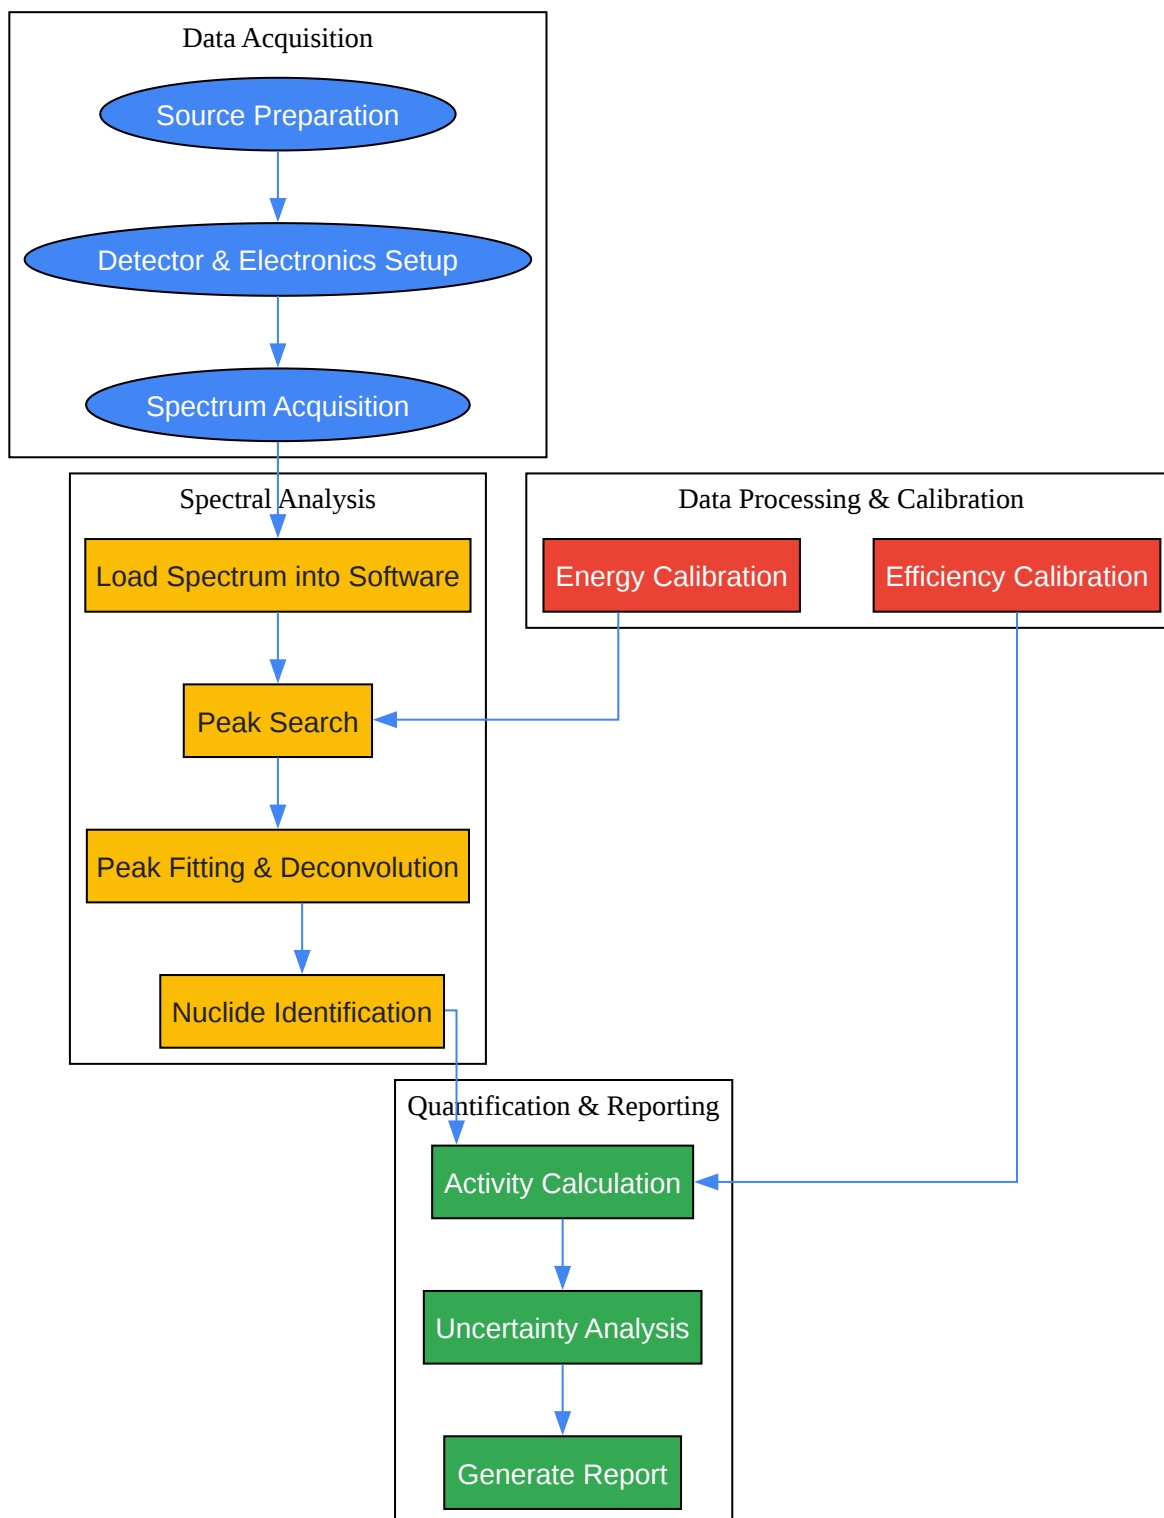 Data Acquisition
Source Preparation
Detector & Electronics Setup
Spectrum Acquisition
Spectral Analysis
Load Spectrum into Software
Peak Search
Peak Fitting & Deconvolution
Nuclide Identification
Data Processing & Calibration
Energy Calibration
Efficiency Calibration
Quantification & Reporting
Activity Calculation
Uncertainty Analysis
Generate Report